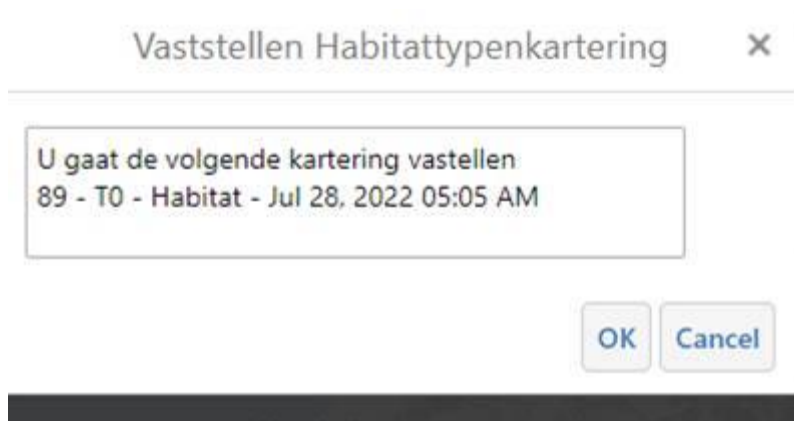 Vaststellen Habitattypenkartering ×
U gaat de volgende kartering vastellen
89 - T0 - Habitat - Jul 28, 2022 05:05 AM
OK Cancel